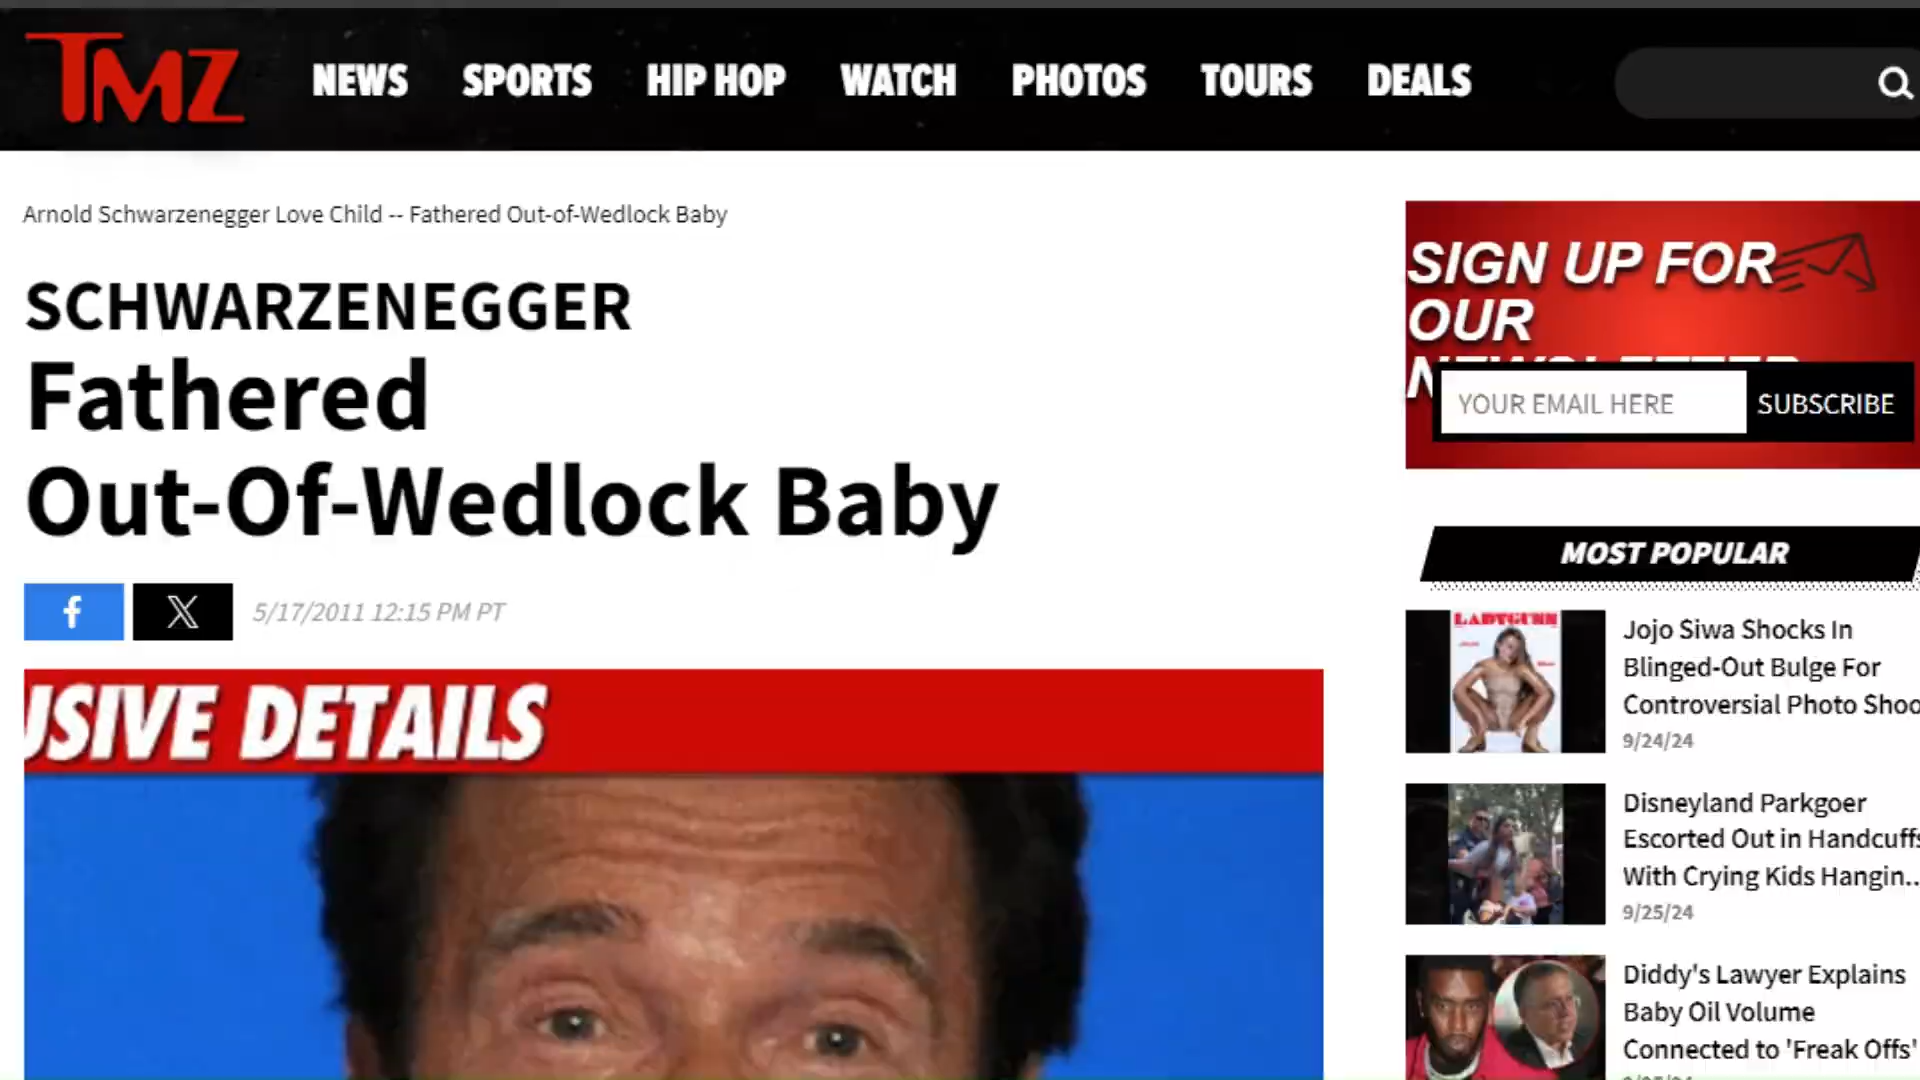 TMZ
NEWS SPORTS HIP HOP WATCH PHOTOS TOURS DEALS
Arnold Schwarzenegger Love Child -- Fathered Out-of-Wedlock Baby
SCHWARZENEGGER
Fathered
Out-Of-Wedlock Baby
f X 5/17/2011 12:15 PM PT
USIVE DETAILS
SIGN UP FOR
OUR
NEWSLETTER
YOUR EMAIL HERE SUBSCRIBE
MOST POPULAR
LADYGUNN
Jojo Siwa Shocks In
Blinged-Out Bulge For
Controversial Photo Shoo
9/24/24
Disneyland Parkgoer
Escorted Out in Handcuffs
With Crying Kids Hangin...
9/25/24
Diddy's Lawyer Explains
Baby Oil Volume
Connected to 'Freak Offs'